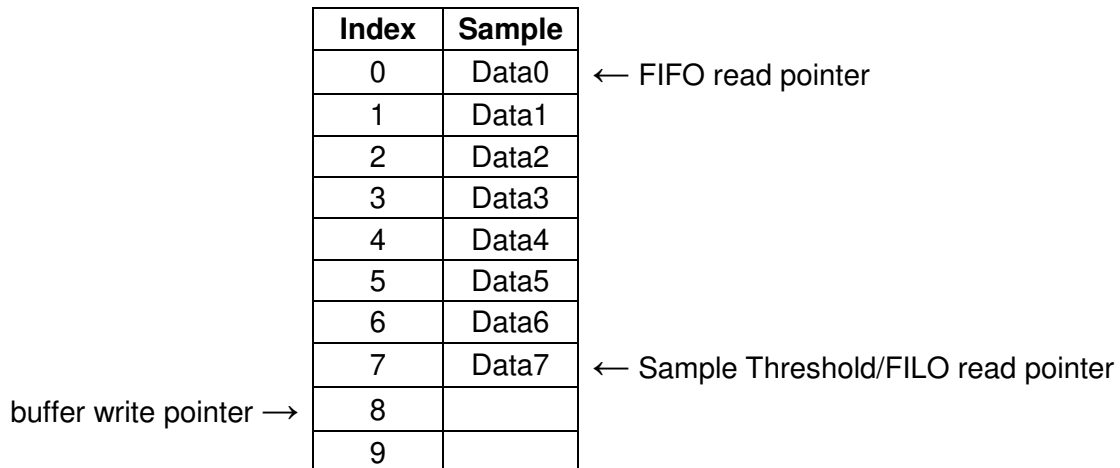 Index Sample
0 Data0 ← FIFO read pointer
1 Data1
2 Data2
3 Data3
4 Data4
5 Data5
6 Data6
7 Data7 ← Sample Threshold/FILO read pointer
buffer write pointer → 8
9